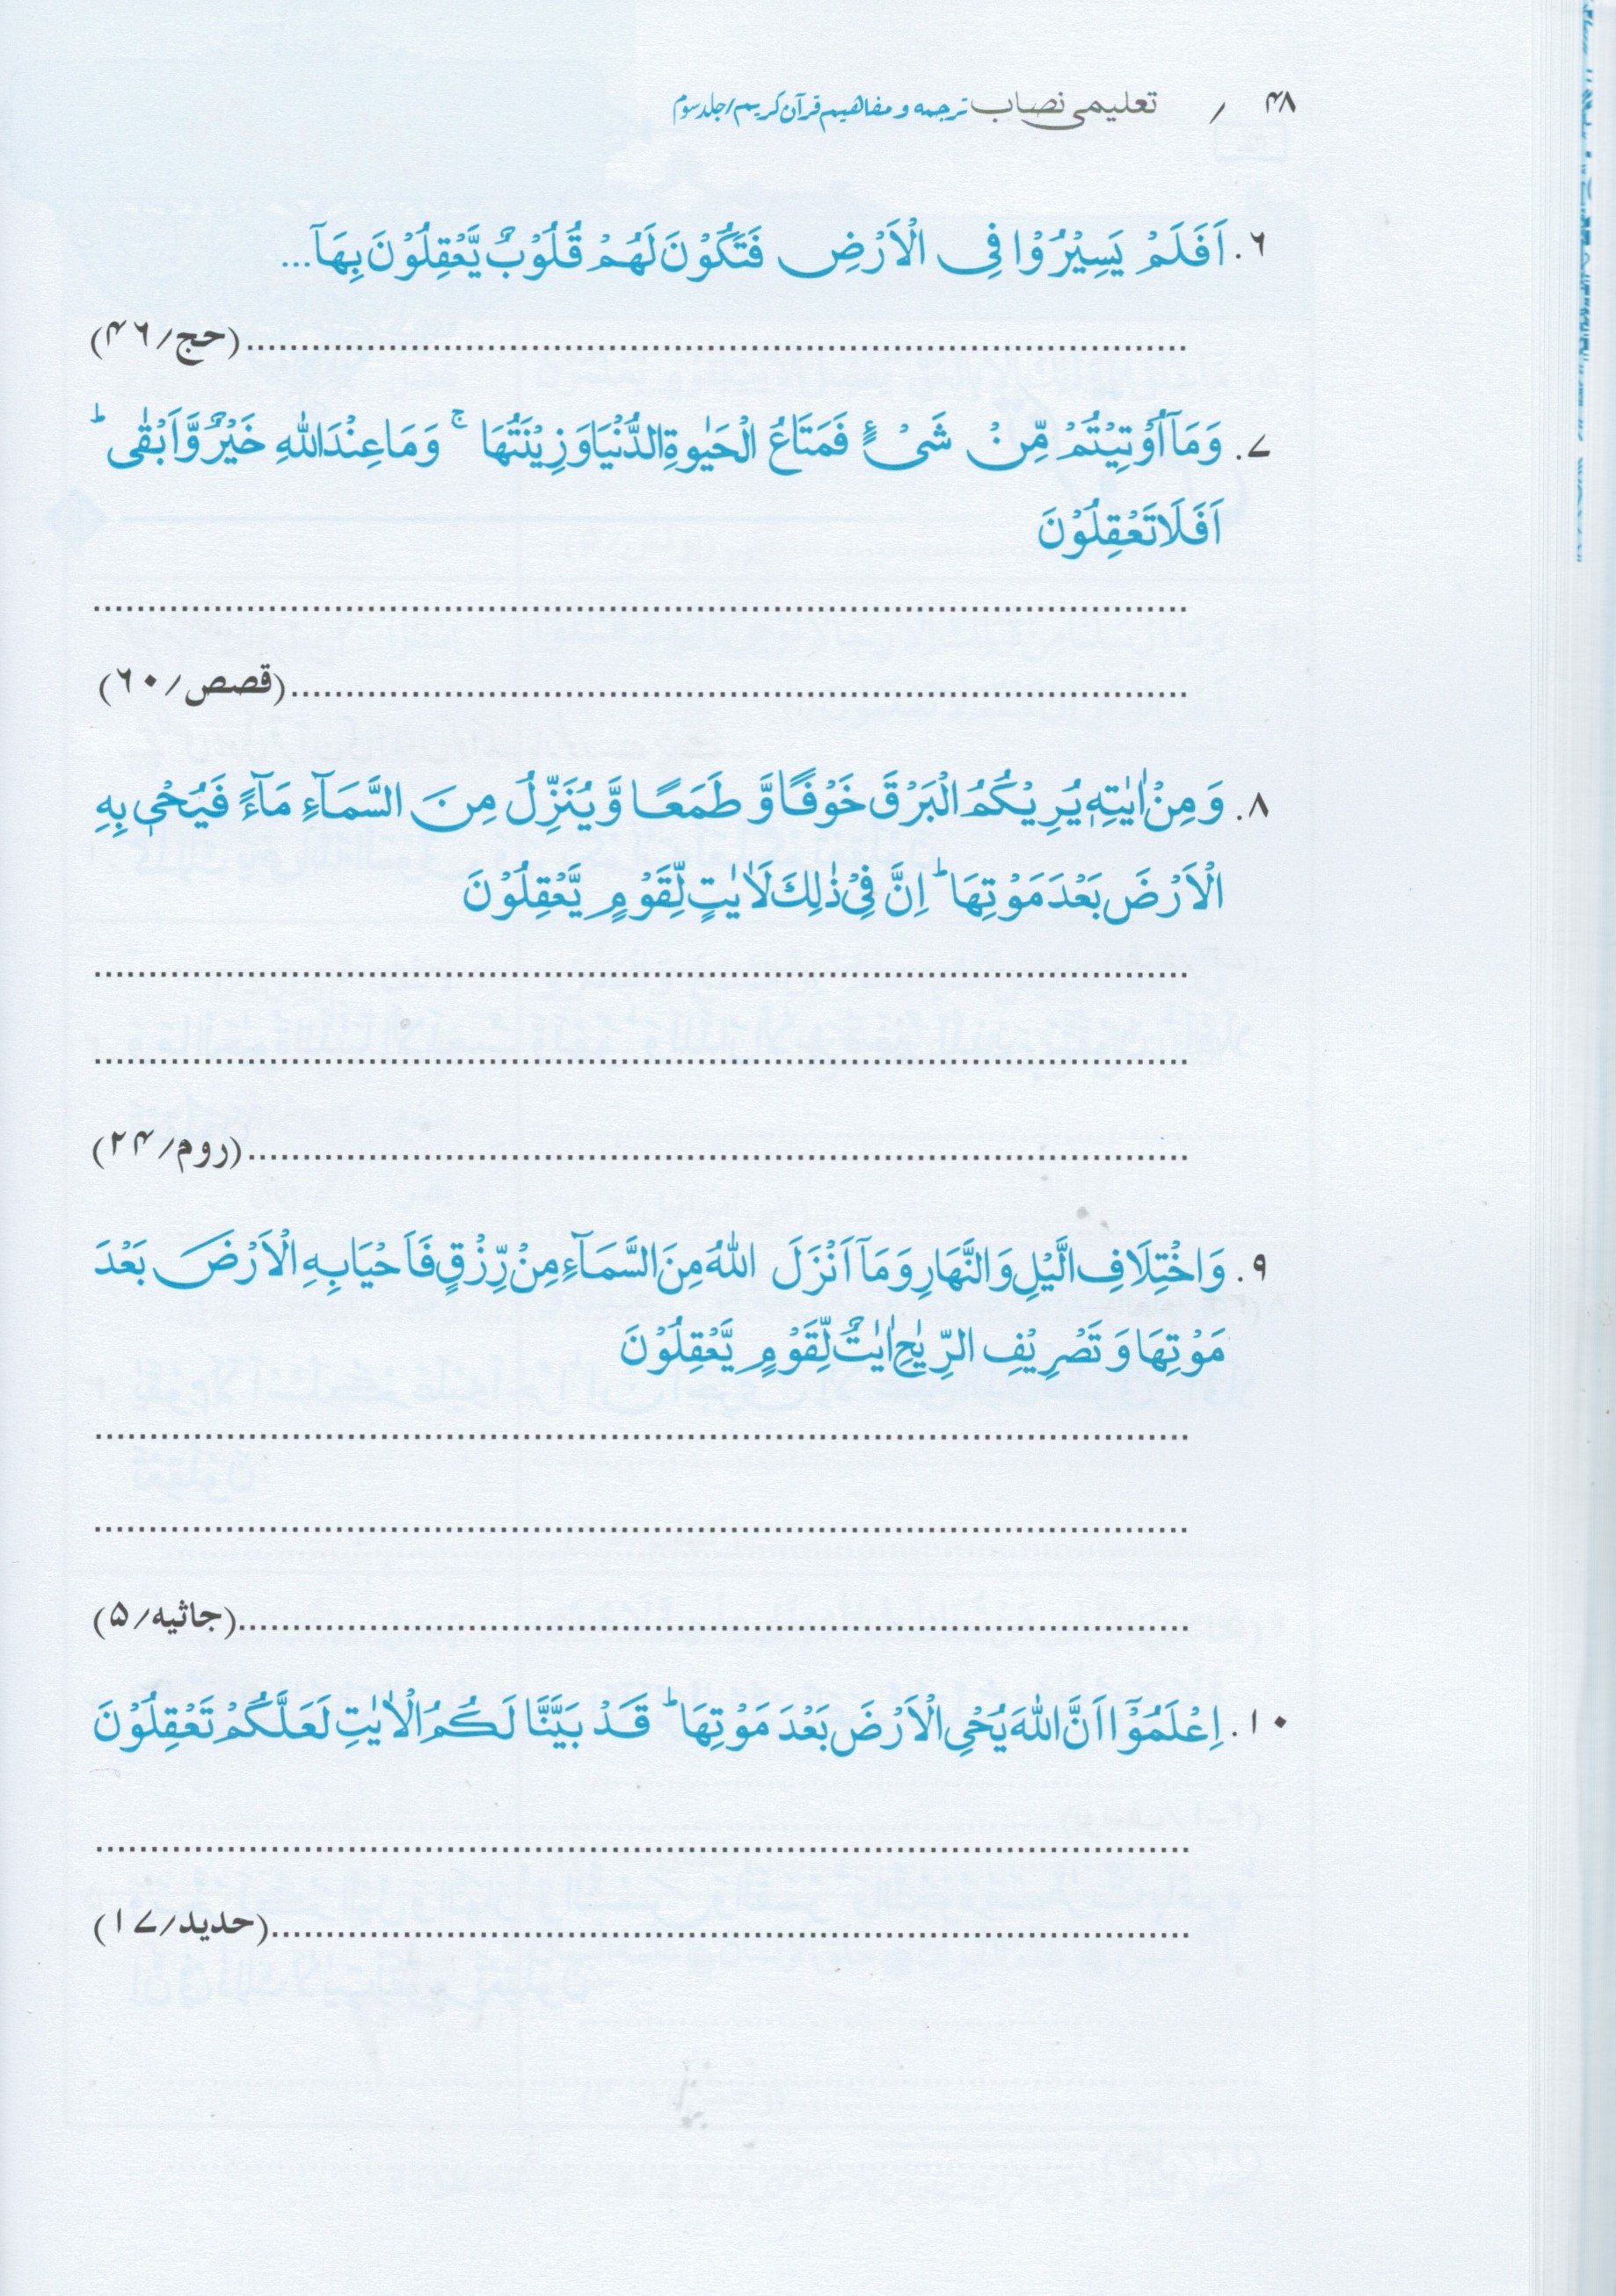 ۴۸ / تعلیمی نصاب ترجمه و مفاهیم قرآن کریم/جلد سوم
۶. اَفَلَمْ يَسِيْرُوْا فِى الْاَرْضِ فَتَكُوْنَ لَهُمْ قُلُوْبٌ يَّعْقِلُوْنَ بِهَآ...
..........(حج/۴۶)
۷. وَمَآ اُوْتِيْتُمْ مِّنْ شَىْءٍ فَمَتَاعُ الْحَيٰوةِ الدُّنْيَا وَزِيْنَتُهَا ۚ وَمَا عِنْدَ اللّٰهِ خَيْرٌ وَّاَبْقٰى ؕ
اَفَلَا تَعْقِلُوْنَ
..........
..........(قصص/۶۰)
۸. وَمِنْ اٰيٰتِهٖ يُرِيْكُمُ الْبَرْقَ خَوْفًا وَّ طَمَعًا وَّ يُنَزِّلُ مِنَ السَّمَآءِ مَآءً فَيُحْىٖ بِهِ
الْاَرْضَ بَعْدَ مَوْتِهَا ؕ اِنَّ فِىْ ذٰلِكَ لَاٰيٰتٍ لِّقَوْمٍ يَّعْقِلُوْنَ
..........
..........
..........(روم/۲۴)
۹. وَاخْتِلَافِ الَّيْلِ وَالنَّهَارِ وَمَآ اَنْزَلَ اللّٰهُ مِنَ السَّمَآءِ مِنْ رِّزْقٍ فَاَحْيَا بِهِ الْاَرْضَ بَعْدَ
مَوْتِهَا وَ تَصْرِيْفِ الرِّيٰحِ اٰيٰتٌ لِّقَوْمٍ يَّعْقِلُوْنَ
..........
..........
..........(جاثیه/۵)
۱۰. اِعْلَمُوْٓا اَنَّ اللّٰهَ يُحْىِ الْاَرْضَ بَعْدَ مَوْتِهَا ؕ قَدْ بَيَّنَّا لَكُمُ الْاٰيٰتِ لَعَلَّكُمْ تَعْقِلُوْنَ
..........
..........(حدید/۱۷)